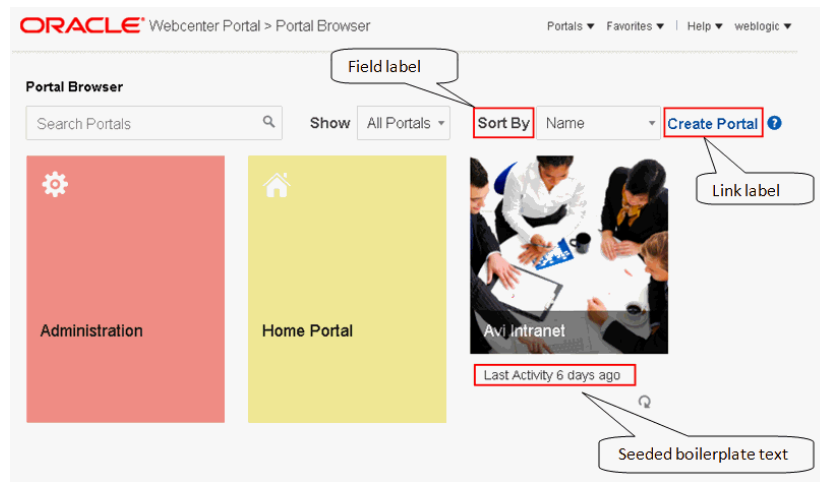 ORACLE® Webcenter Portal > Portal Browser
Portals ▼ Favorites ▼ | Help ▼ weblogic ▼
Field label
Portal Browser
Search Portals
Show All Portals
Sort By Name
Create Portal ?
Link label
Administration
Home Portal
Avi Intranet
Last Activity 6 days ago
Seeded boilerplate text